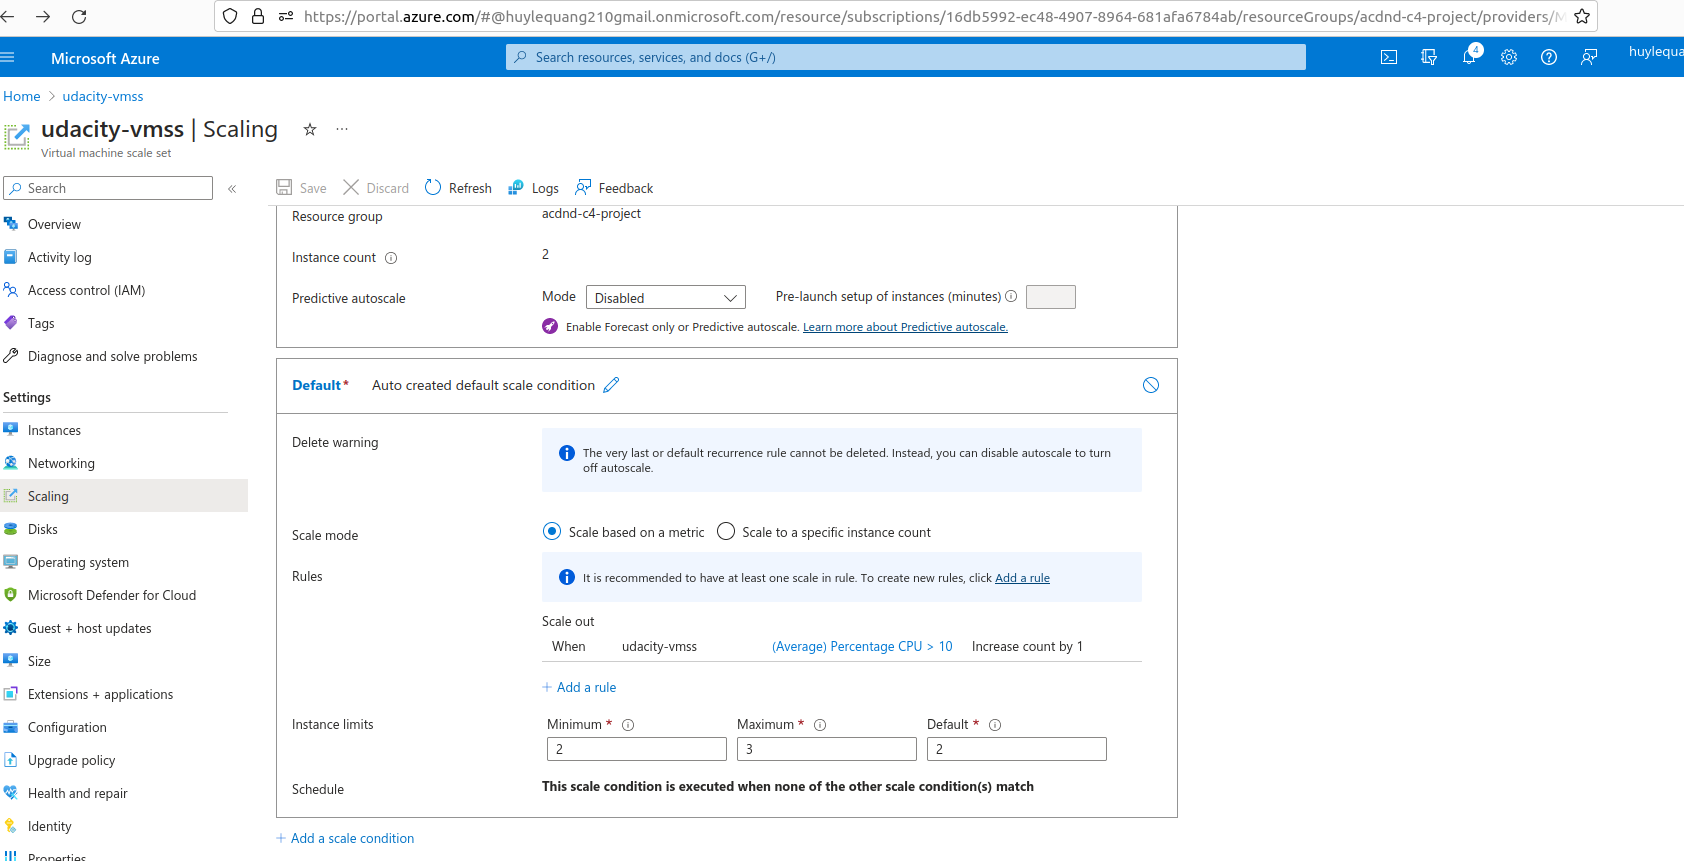 https://portal.azure.com/#@huylequang210gmail.onmicrosoft.com/resource/subscriptions/16db5992-ec48-4907-8964-681afa6784ab/resourceGroups/acdnd-c4-project/providers/M
Microsoft Azure
Search resources, services, and docs (G+/)
4
huylequa
Home > udacity-vmss
udacity-vmss | Scaling
Virtual machine scale set
Search
Save Discard Refresh Logs Feedback
Overview
Activity log
Access control (IAM)
Tags
Diagnose and solve problems
Settings
Instances
Networking
Scaling
Disks
Operating system
Microsoft Defender for Cloud
Guest + host updates
Size
Extensions + applications
Configuration
Upgrade policy
Health and repair
Identity
Properties
Resource group acdnd-c4-project
Instance count 2
Predictive autoscale Mode Disabled Pre-launch setup of instances (minutes)
Enable Forecast only or Predictive autoscale. Learn more about Predictive autoscale.
Default* Auto created default scale condition
Delete warning
The very last or default recurrence rule cannot be deleted. Instead, you can disable autoscale to turn
off autoscale.
Scale mode Scale based on a metric Scale to a specific instance count
Rules It is recommended to have at least one scale in rule. To create new rules, click Add a rule
Scale out
When udacity-vmss (Average) Percentage CPU > 10 Increase count by 1
+ Add a rule
Instance limits Minimum * Maximum * Default *
2 3 2
Schedule This scale condition is executed when none of the other scale condition(s) match
+ Add a scale condition